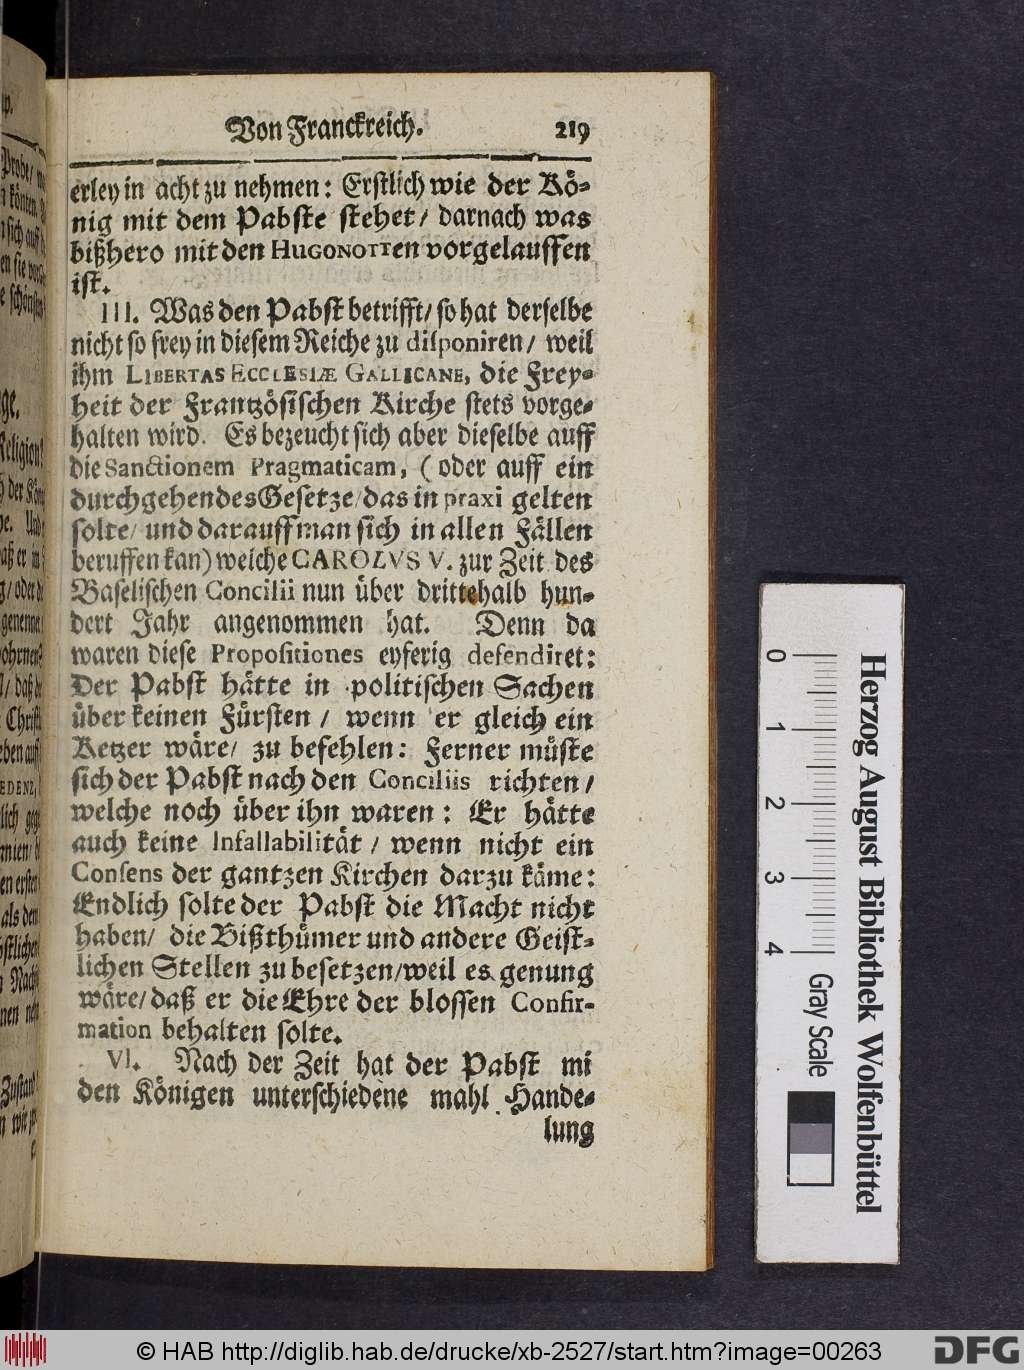 Von Franckreich. 219
erley in acht zu nehmen: Erstlich wie der Kö-
nig mit dem Pabste stehet/ darnach was
bißhero mit den HUGONOTTen vorgelauffen
ist.
III. Was den Pabst betrifft/ so hat derselbe
nicht so frey in diesem Reiche zu disponiren/ weil
ihm LIBERTAS ECCLESIÆ GALLICANE, die Frey-
heit der Frantzösischen Kirche stets vorge-
halten wird. Es bezeucht sich aber dieselbe auff
die Sanctionem Pragmaticam, (oder auff ein
durchgehendes Gesetze/ das in praxi gelten
solte/ und darauff man sich in allen Fällen
beruffen kan) welche CAROLVS V. zur Zeit des
Baselischen Concilii nun über drittehalb hun-
dert Jahr angenommen hat. Denn da
waren diese Propositiones eyferig defendiret:
Der Pabst hätte in politischen Sachen
über keinen Fürsten/ wenn er gleich ein
Ketzer wäre/ zu befehlen: Ferner müste
sich der Pabst nach den Conciliis richten/
welche noch über ihn waren: Er hätte
auch keine Infallabilität/ wenn nicht ein
Consens der gantzen Kirchen darzu käme:
Endlich solte der Pabst die Macht nicht
haben/ die Bißthümer und andere Geist-
lichen Stellen zu besetzen/ weil es genung
wäre/ daß er die Ehre der blossen Confir-
mation behalten solte.
VI. Nach der Zeit hat der Pabst mi
den Königen unterschiedene mahl Hande-
lung
0 1 2 3 4
Gray Scale
Herzog August Bibliothek Wolfenbüttel
© HAB http://diglib.hab.de/drucke/xb-2527/start.htm?image=00263
DFG